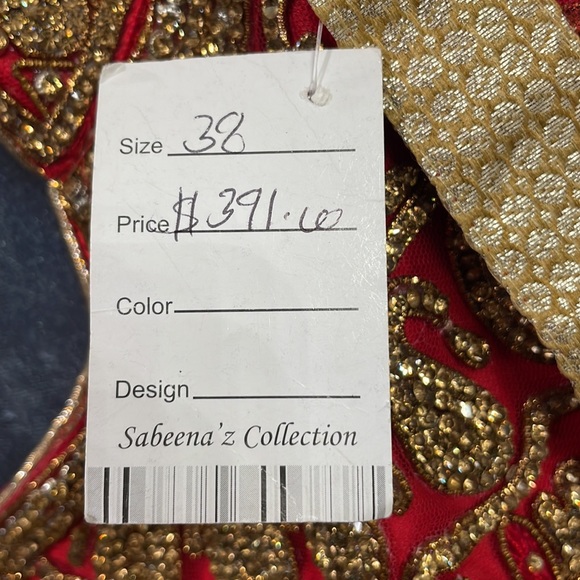 Size 38
Price $391.00
Color
Design
Sabeena'z Collection